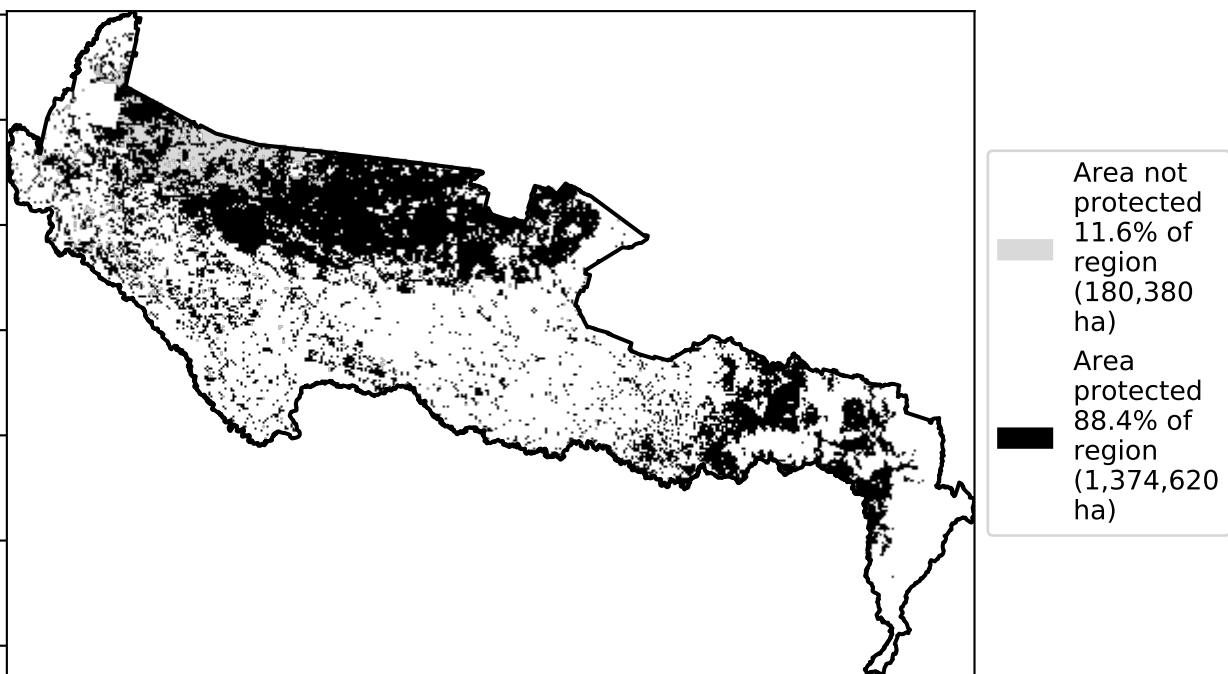 Area not
protected
11.6% of
region
(180,380
ha)
Area
protected
88.4% of
region
(1,374,620
ha)